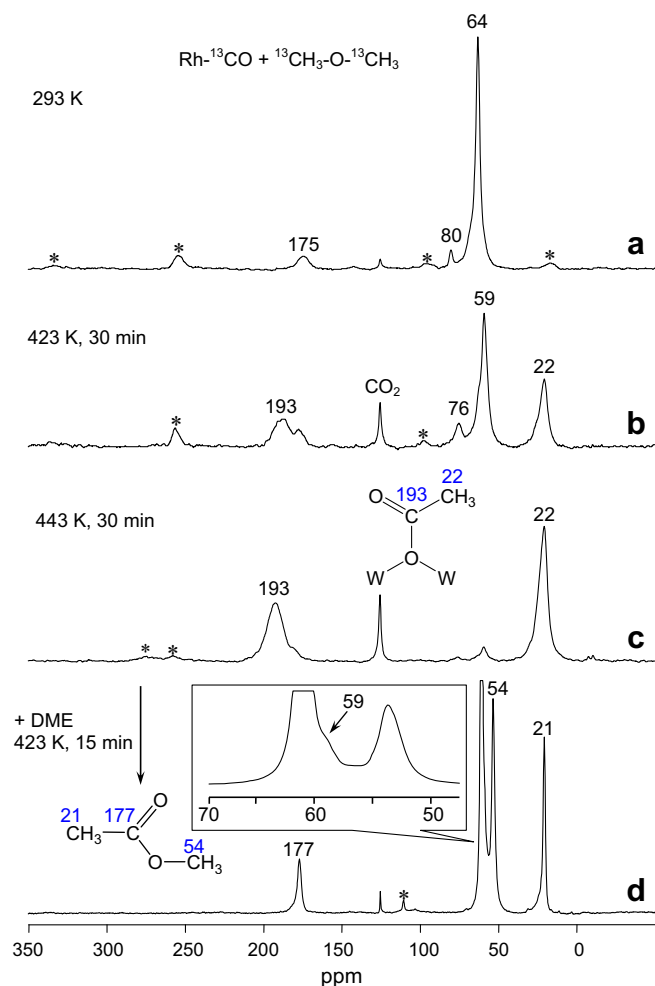 64
Rh-¹³CO + ¹³CH₃-O-¹³CH₃
293 K
* * 175 * 80 * a
423 K, 30 min
59
* 193 CO₂ * 76 22 b
22
O 193 CH₃
C
O
W W
443 K, 30 min
22
193
* * c
+ DME
423 K, 15 min
59
70 60 50
54
21
21 177 O
CH₃ C 54
O CH₃
177 * d
350 300 250 200 150 100 50 0
ppm